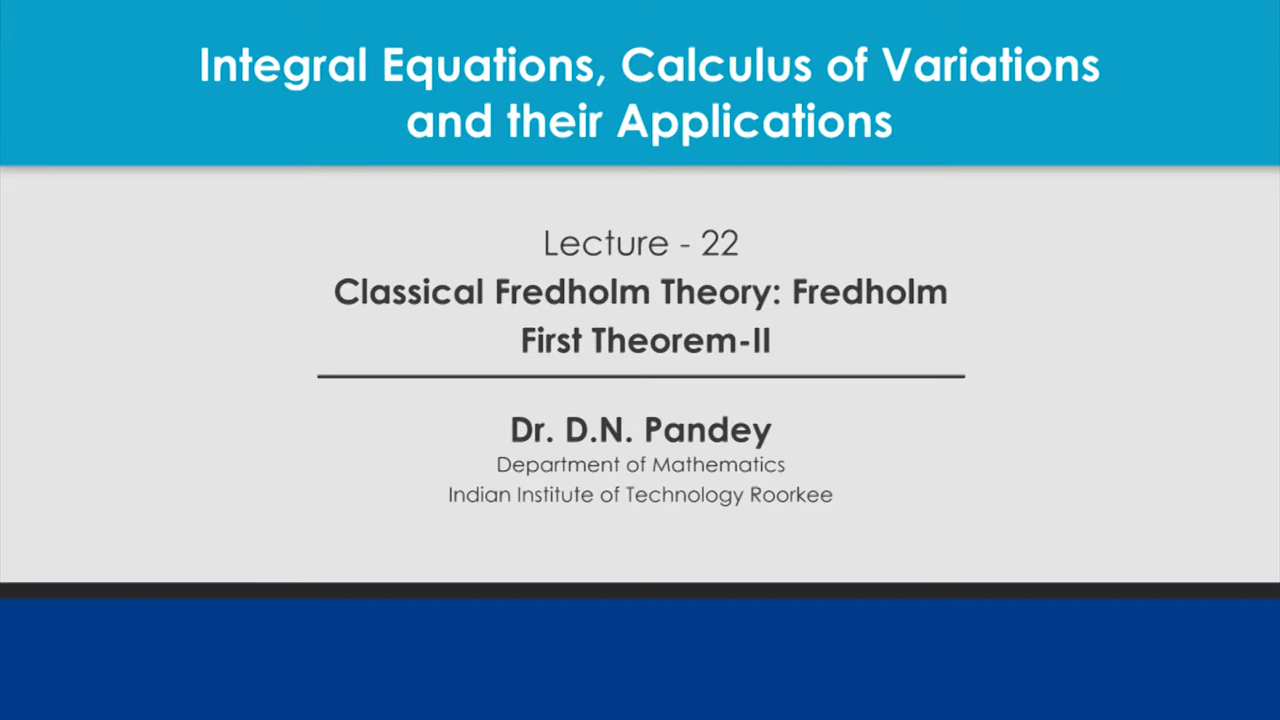 Integral Equations, Calculus of Variations
and their Applications
Lecture - 22
Classical Fredholm Theory: Fredholm
First Theorem-II
Dr. D.N. Pandey
Department of Mathematics
Indian Institute of Technology Roorkee